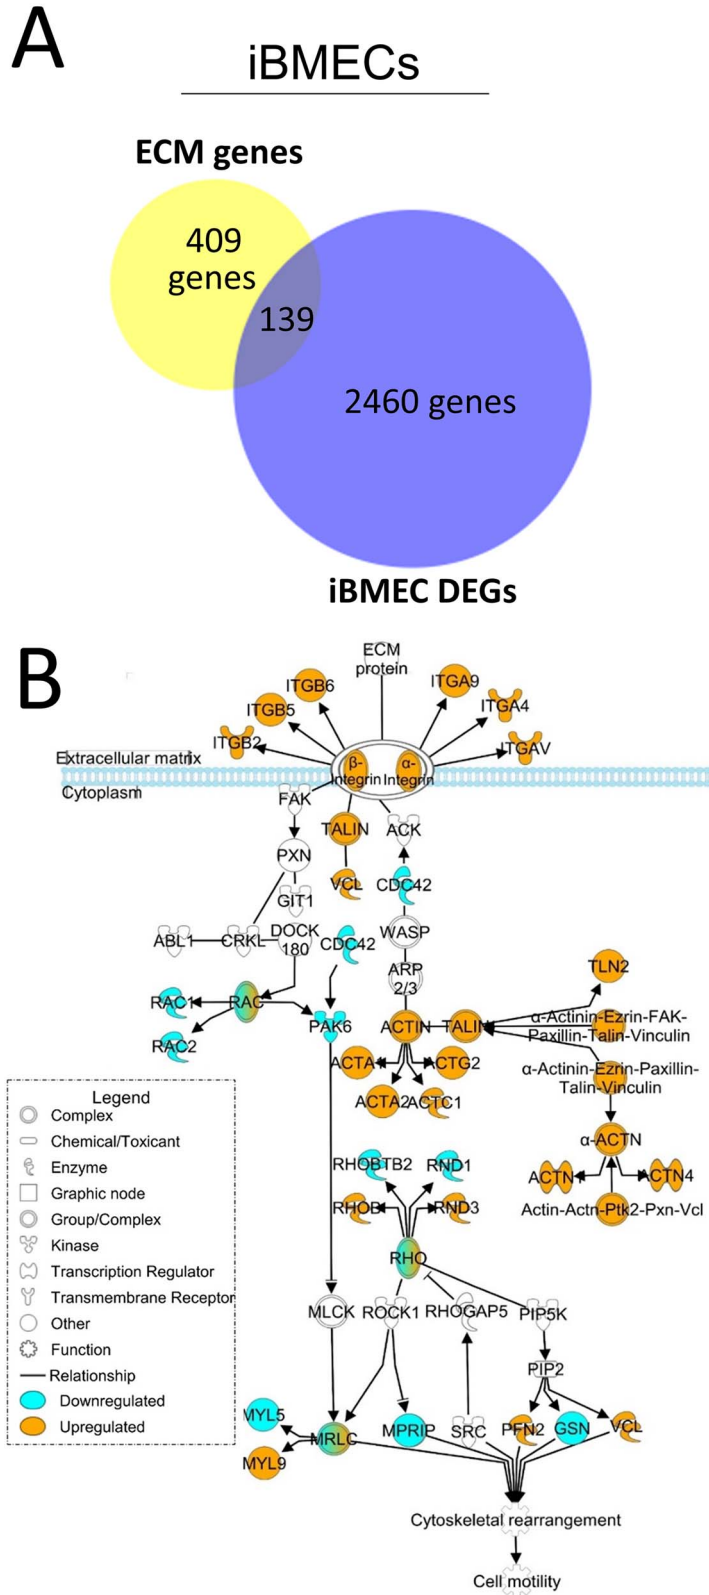 A
iBMECs
ECM genes
409
genes
139
2460 genes
iBMEC DEGs
B
ECM
protein
ITGB6
ITGA9
ITGB5
ITGA4
ITGB2
ITGAV
Extracellular matrix
β-
Integrin
α-
Integrin
Cytoplasm
FAK
TALIN
ACK
PXN
VCL
CDC42
GIT1
ABL1
CRKL
DOCK
180
CDC42
WASP
ARP
2/3
TLN2
RAC1
RAC
PAK6
ACTIN
TALIN
α-Actinin-Ezrin-FAK-
Paxillin-Talin-Vinculin
RAC2
ACTA
ACTG2
α-Actinin-Ezrin-Paxillin-
Talin-Vinculin
ACTA2
ACTC1
α-ACTN
RHOBTB2
RND1
ACTN
ACTN4
RHOB
RND3
Actin-Actn-Ptk2-Pxn-Vcl
RHO
MLCK
ROCK1
RHOGAP5
PIP5K
PIP2
MYL5
MRLC
MPRIP
SRC
PFN2
GSN
VCL
MYL9
Cytoskeletal rearrangement
Cell motility
Legend
Complex
Chemical/Toxicant
Enzyme
Graphic node
Group/Complex
Kinase
Transcription Regulator
Transmembrane Receptor
Other
Function
Relationship
Downregulated
Upregulated